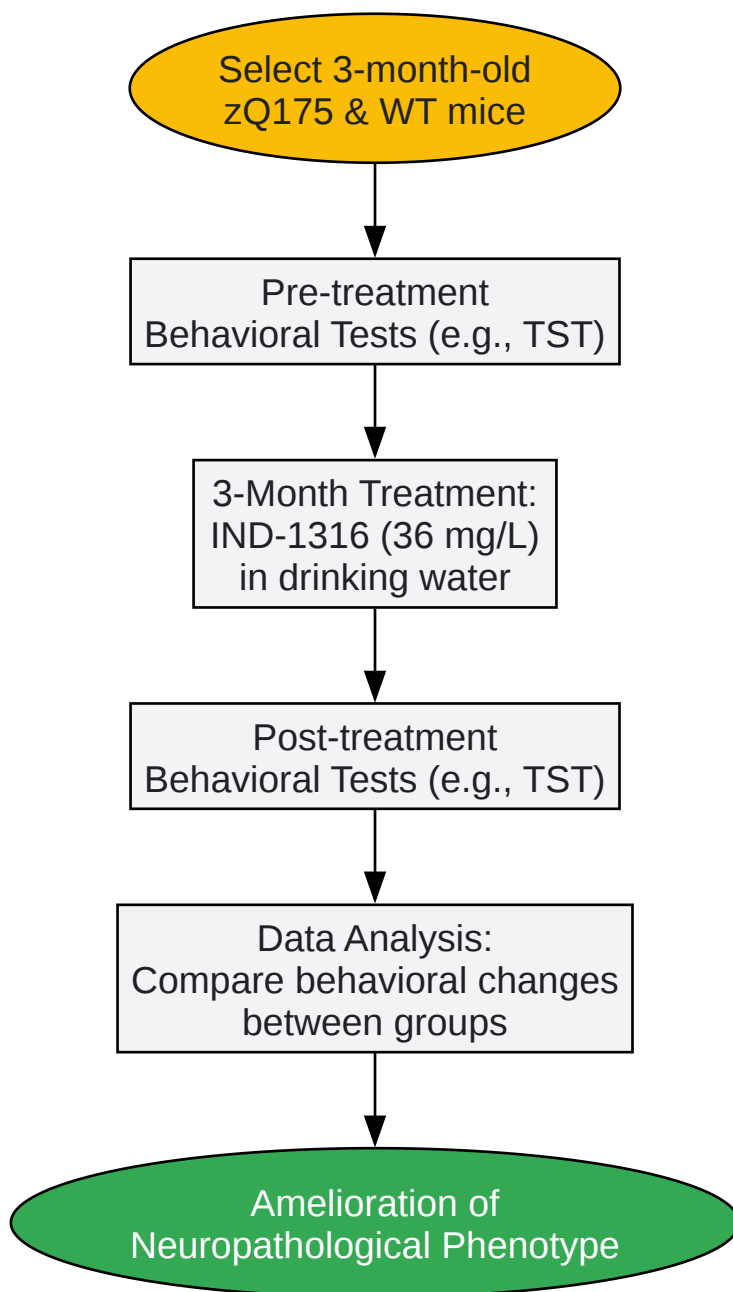 Select 3-month-old
zQ175 & WT mice
Pre-treatment
Behavioral Tests (e.g., TST)
3-Month Treatment:
IND-1316 (36 mg/L)
in drinking water
Post-treatment
Behavioral Tests (e.g., TST)
Data Analysis:
Compare behavioral changes
between groups
Amelioration of
Neuropathological Phenotype